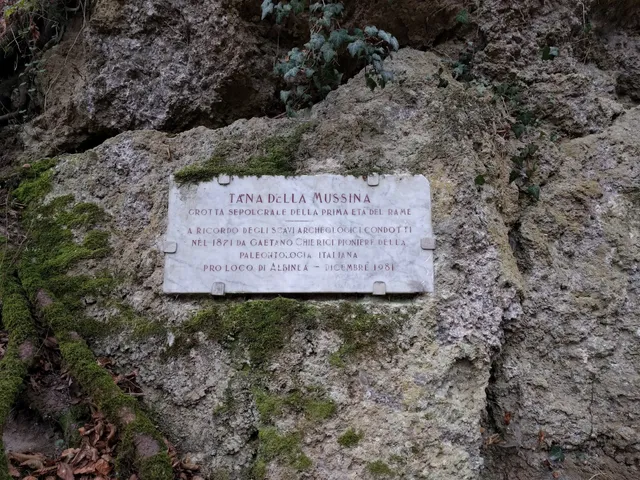 TANA DELLA MUSSINA
GROTTA SEPOLCRALE DELLA PRIMA ETÀ DEL RAME
A RICORDO DEGLI SCAVI ARCHEOLOGICI CONDOTTI
NEL 1871 DA GAETANO CHIERICI PIONIERE DELLA
PALEONTOLOGIA ITALIANA
PRO LOCO DI ALBINEA - DICEMBRE 1981